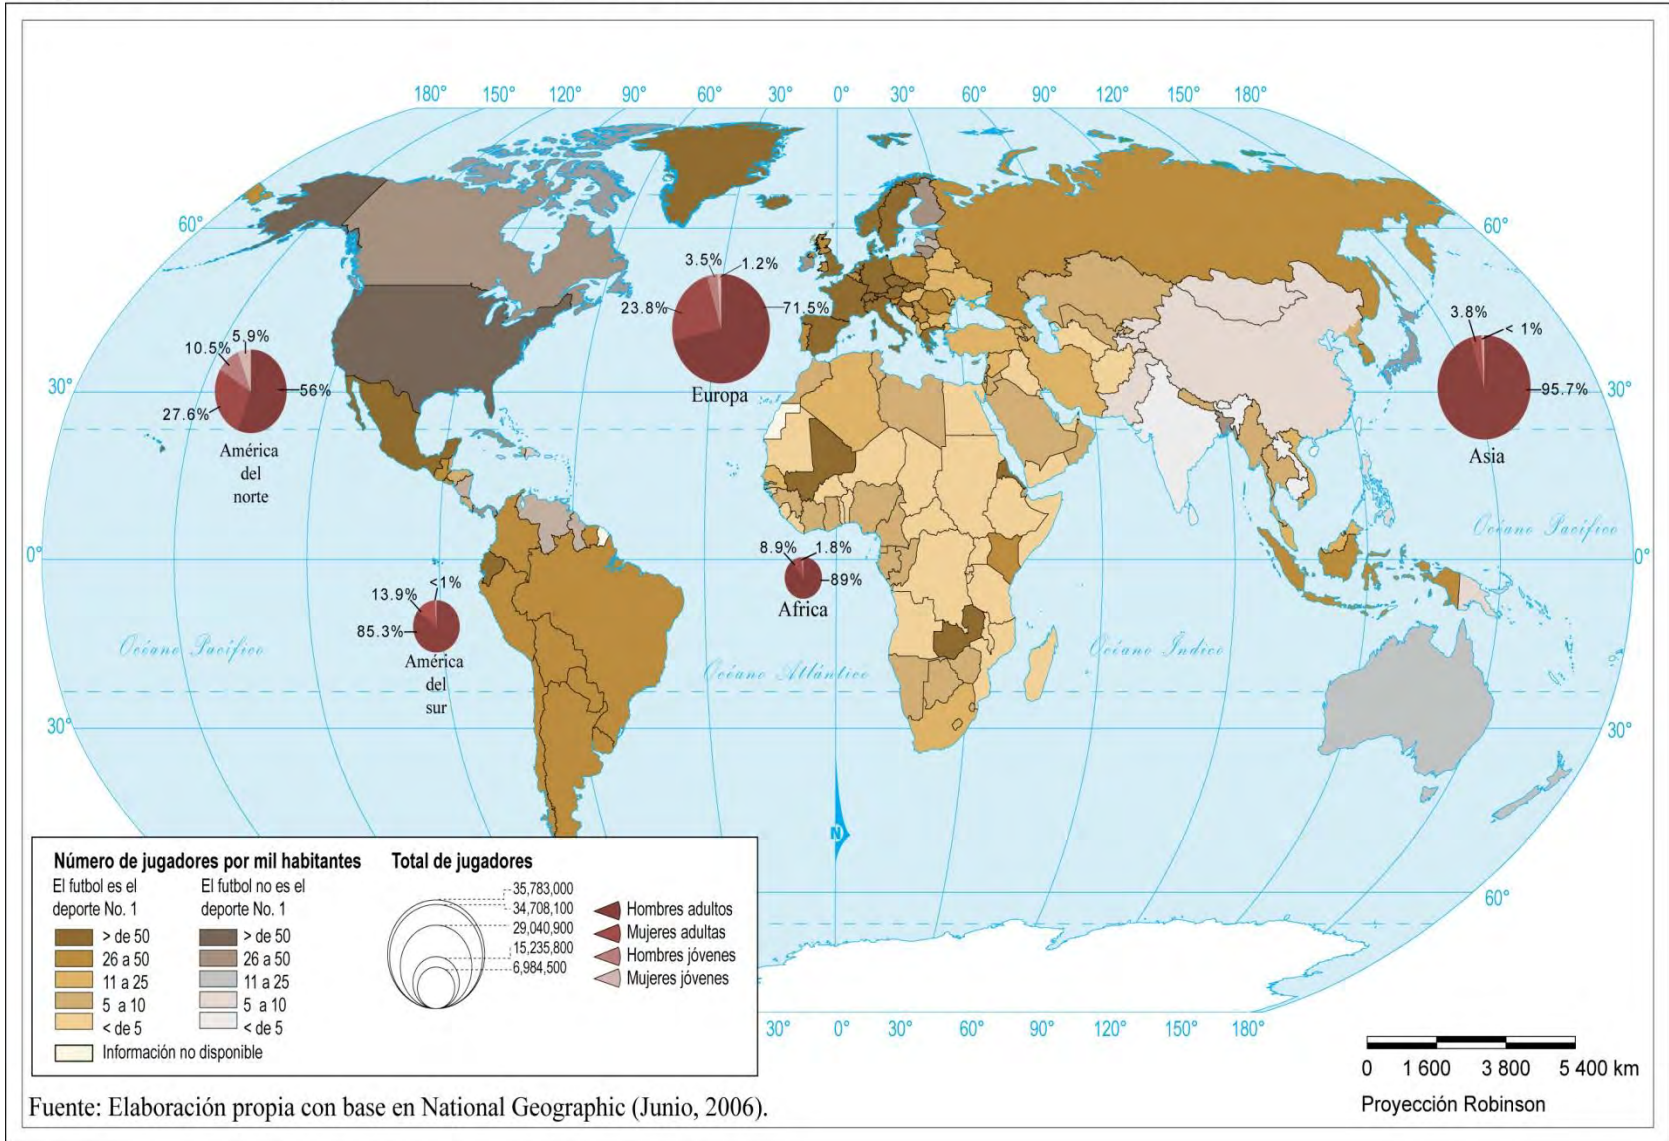 180° 150° 120° 90° 60° 30° 0° 30° 60° 90° 120° 150° 180°
60°
60°
30°
30°
0°
0°
30°
30°
60°
3.5%
1.2%
23.8%
71.5%
Europa
5.9%
10.5%
56%
27.6%
América
del
norte
3.8%
< 1%
95.7%
Asia
8.9%
1.8%
89%
Africa
<1%
13.9%
85.3%
América
del
sur
Océano Pacífico
Océano Pacífico
Océano Atlántico
Océano Índico
N
Número de jugadores por mil habitantes
El futbol es el
deporte No. 1
> de 50
26 a 50
11 a 25
5 a 10
< de 5
Información no disponible
El futbol no es el
deporte No. 1
> de 50
26 a 50
11 a 25
5 a 10
< de 5
Total de jugadores
35,783,000
34,708,100
29,040,900
15,235,800
6,984,500
Hombres adultos
Mujeres adultas
Hombres jóvenes
Mujeres jóvenes
30° 0° 30° 60° 90° 120° 150° 180°
0 1 600 3 800 5 400 km
Proyección Robinson
Fuente: Elaboración propia con base en National Geographic (Junio, 2006).